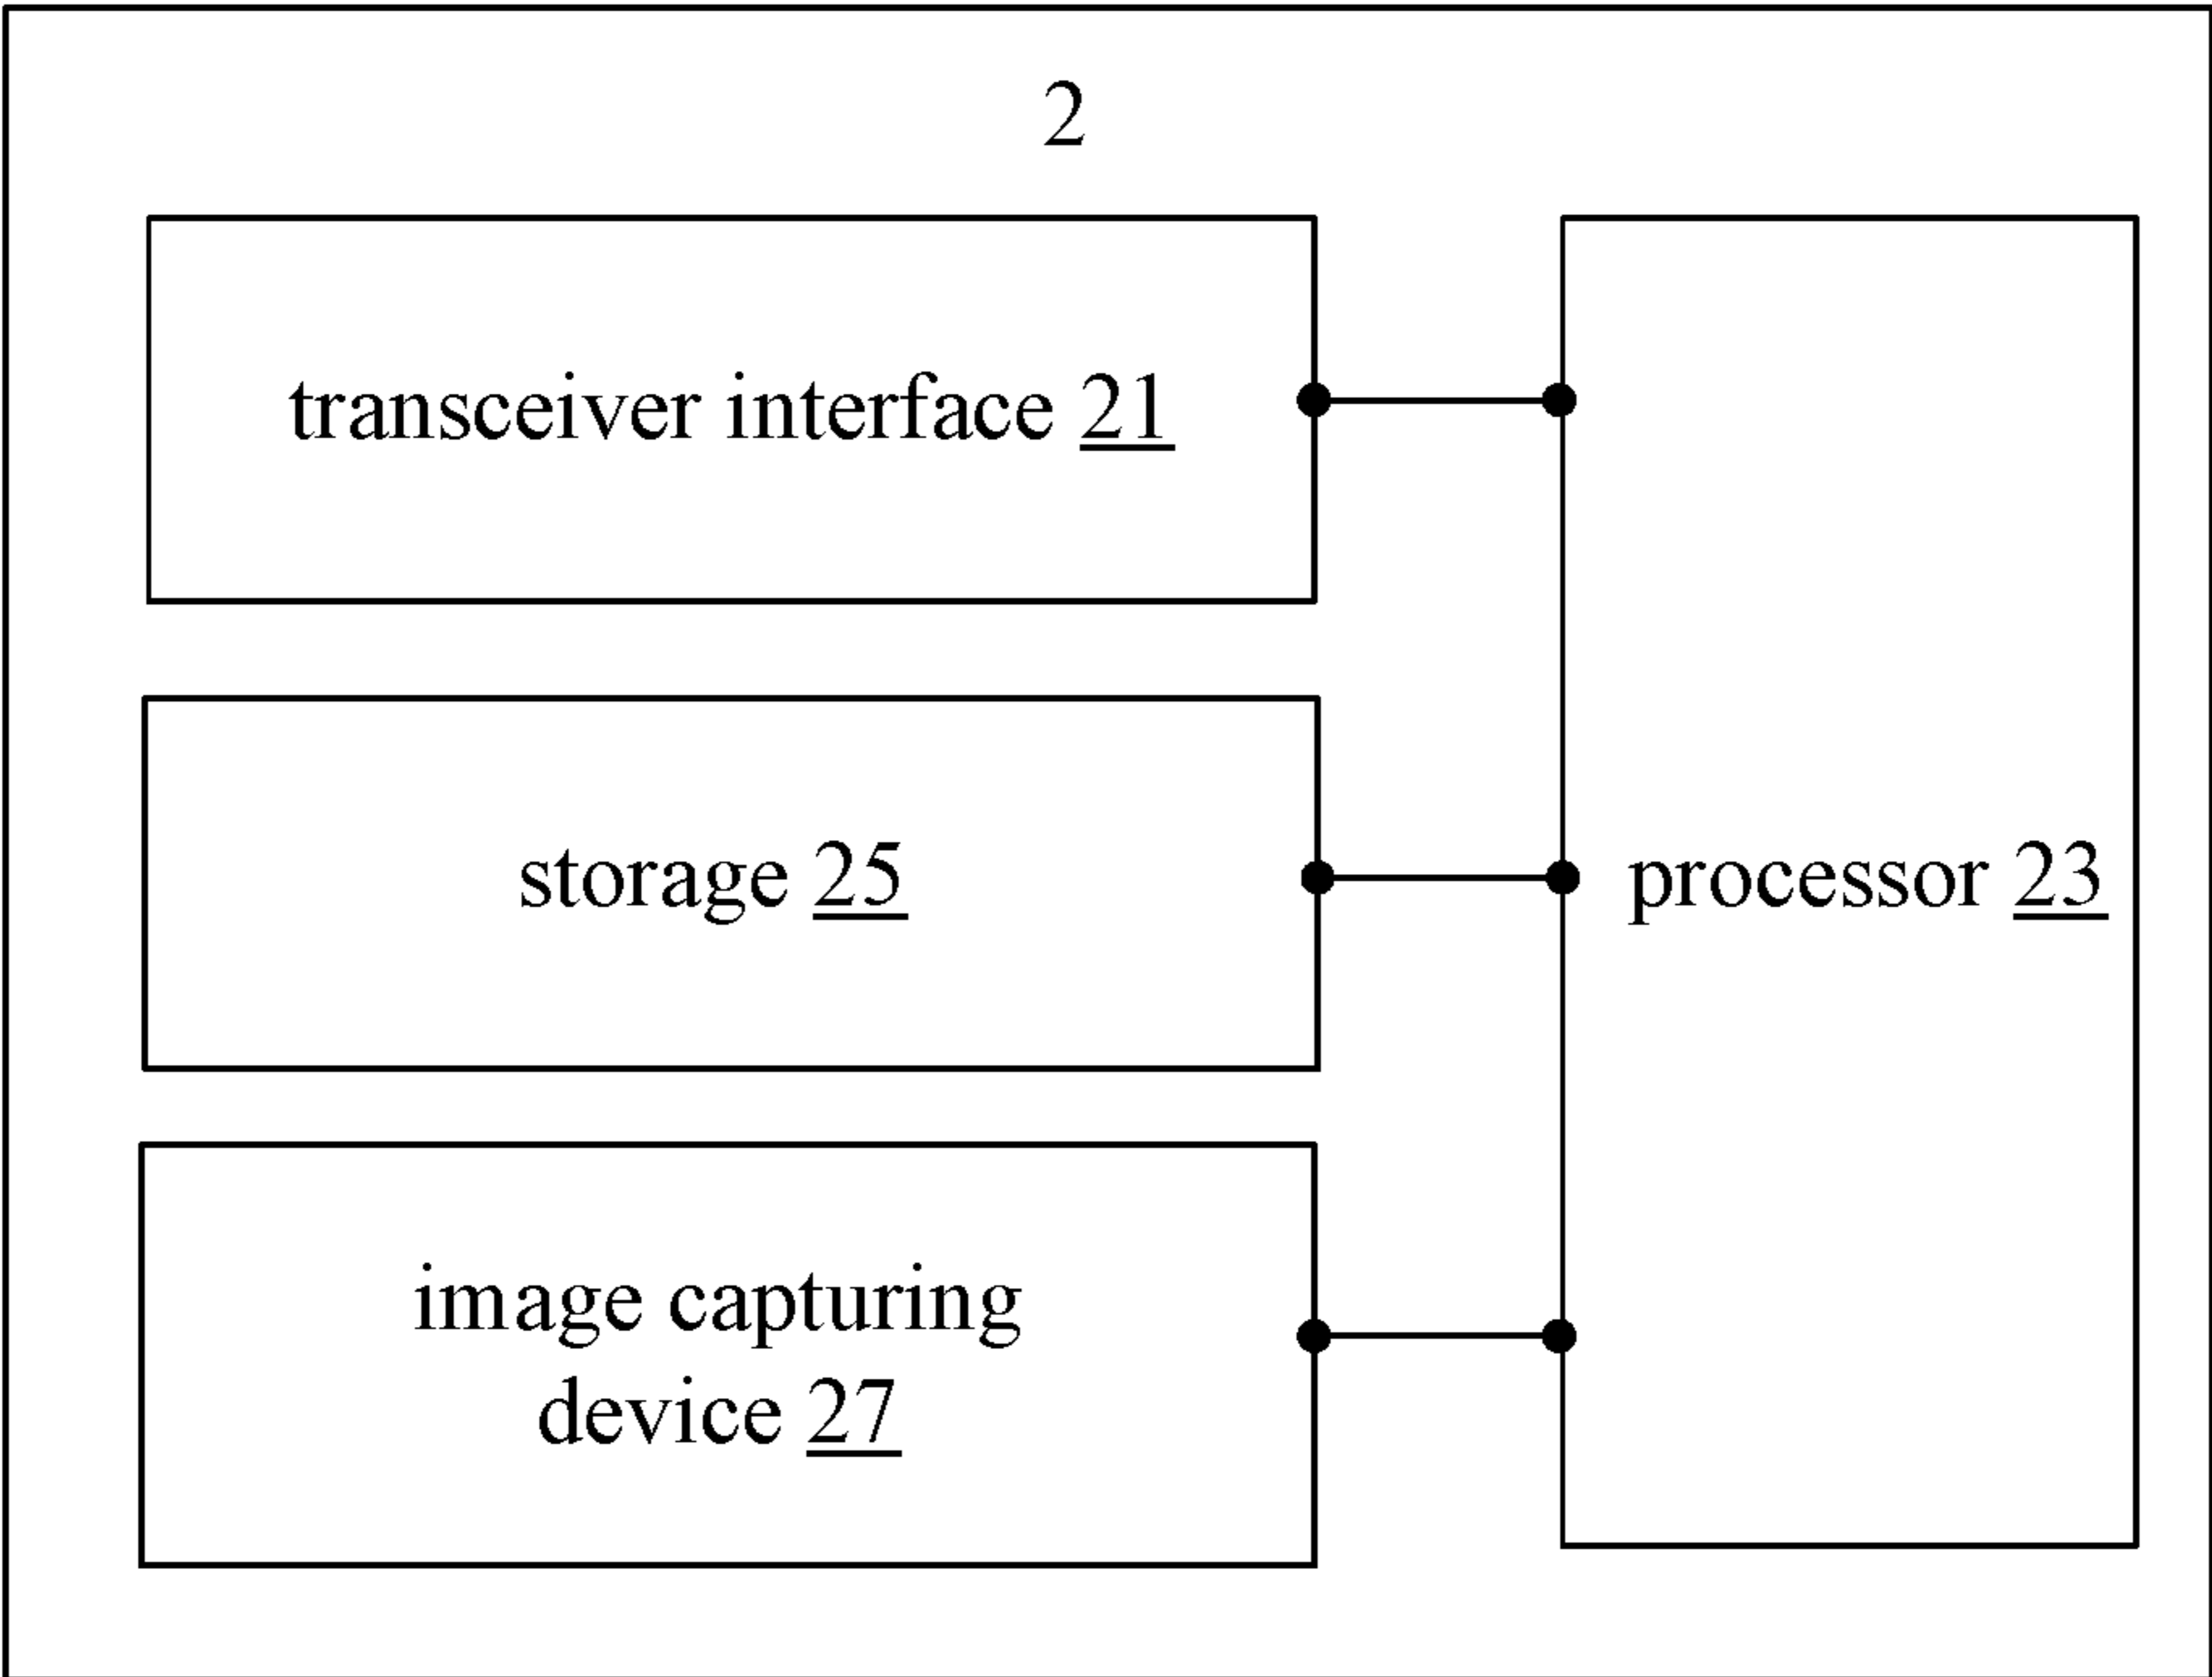 2
transceiver interface 21
storage 25
processor 23
image capturing
device 27